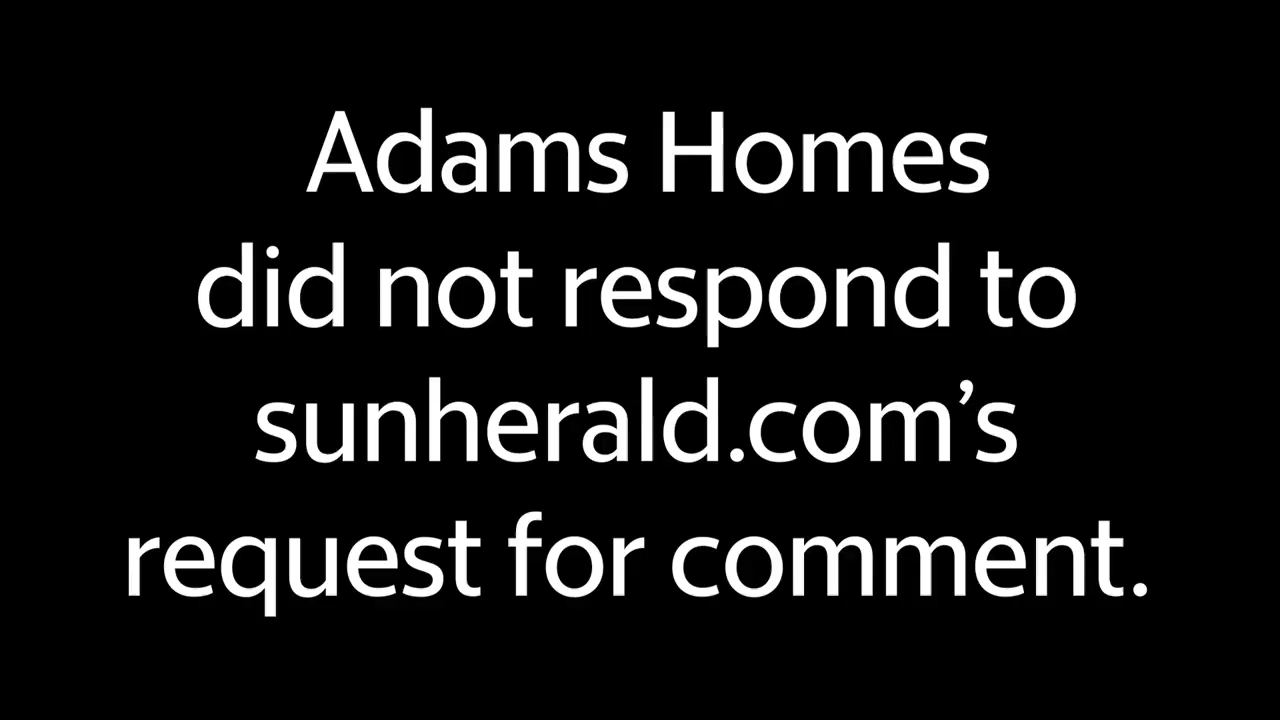 Adams Homes
did not respond to
sunherald.com’s
request for comment.